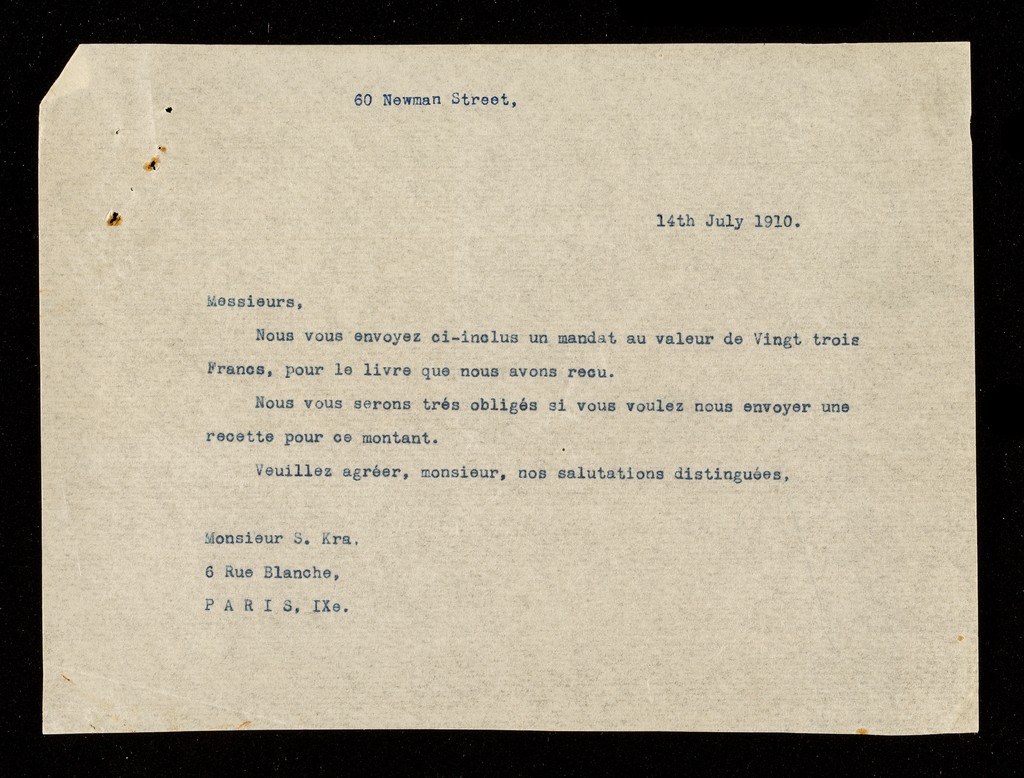 60 Newman Street,
14th July 1910.
Messieurs,
Nous vous envoyez ci-inclus un mandat au valeur de Vingt trois
Francs, pour le livre que nous avons recu.
Nous vous serons trés obligés si vous voulez nous envoyer une
recette pour ce montant.
Veuillez agréer, monsieur, nos salutations distinguées,
Monsieur S. Kra,
6 Rue Blanche,
P A R I S, IXe.